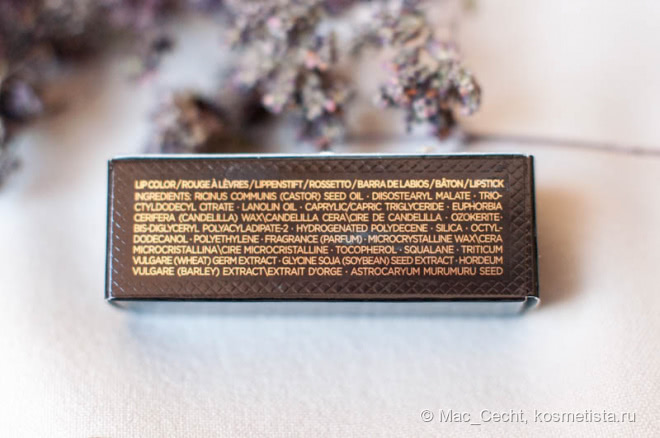 LIP COLOR / ROUGE À LÈVRES / LIPPENSTIFT / ROSSETTO / BARRA DE LABIOS / BÂTON / LIPSTICK
INGREDIENTS: RICINUS COMMUNIS (CASTOR) SEED OIL · DIISOSTEARYL MALATE · TRIO-
CTYLDODECYL CITRATE · LANOLIN OIL · CAPRYLIC/CAPRIC TRIGLYCERIDE · EUPHORBIA
CERIFERA (CANDELILLA) WAX\CANDELILLA CERA\CIRE DE CANDELILLA · OZOKERITE ·
BIS-DIGLYCERYL POLYACYLADIPATE-2 · HYDROGENATED POLYDECENE · SILICA · OCTYL-
DODECANOL · POLYETHYLENE · FRAGRANCE (PARFUM) · MICROCRYSTALLINE WAX\CERA
MICROCRISTALLINA\CIRE MICROCRISTALLINE · TOCOPHEROL · SQUALANE · TRITICUM
VULGARE (WHEAT) GERM EXTRACT · GLYCINE SOJA (SOYBEAN) SEED EXTRACT · HORDEUM
VULGARE (BARLEY) EXTRACT\EXTRAIT D'ORGE · ASTROCARYUM MURUMURU SEED
© Mac_Cecht, kosmetista.ru